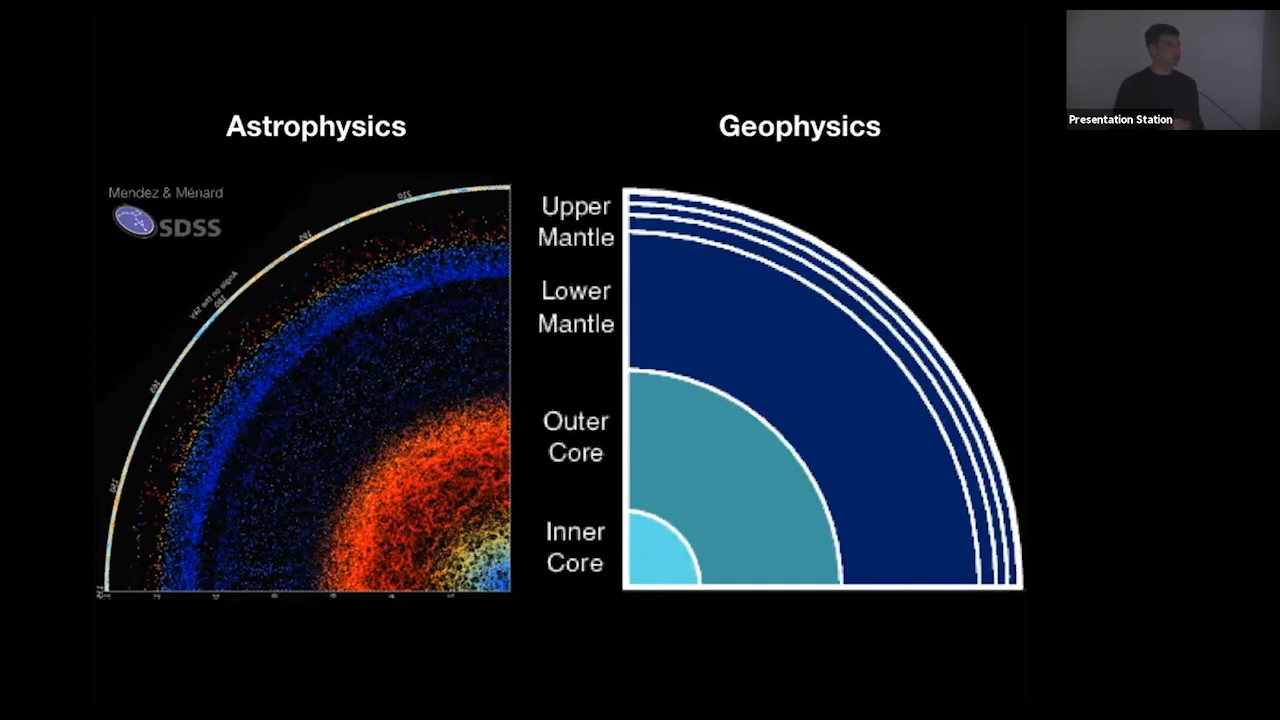 Astrophysics
Geophysics
Mendez & Ménard
SDSS
Upper
Mantle
Lower
Mantle
Outer
Core
Inner
Core
Presentation Station